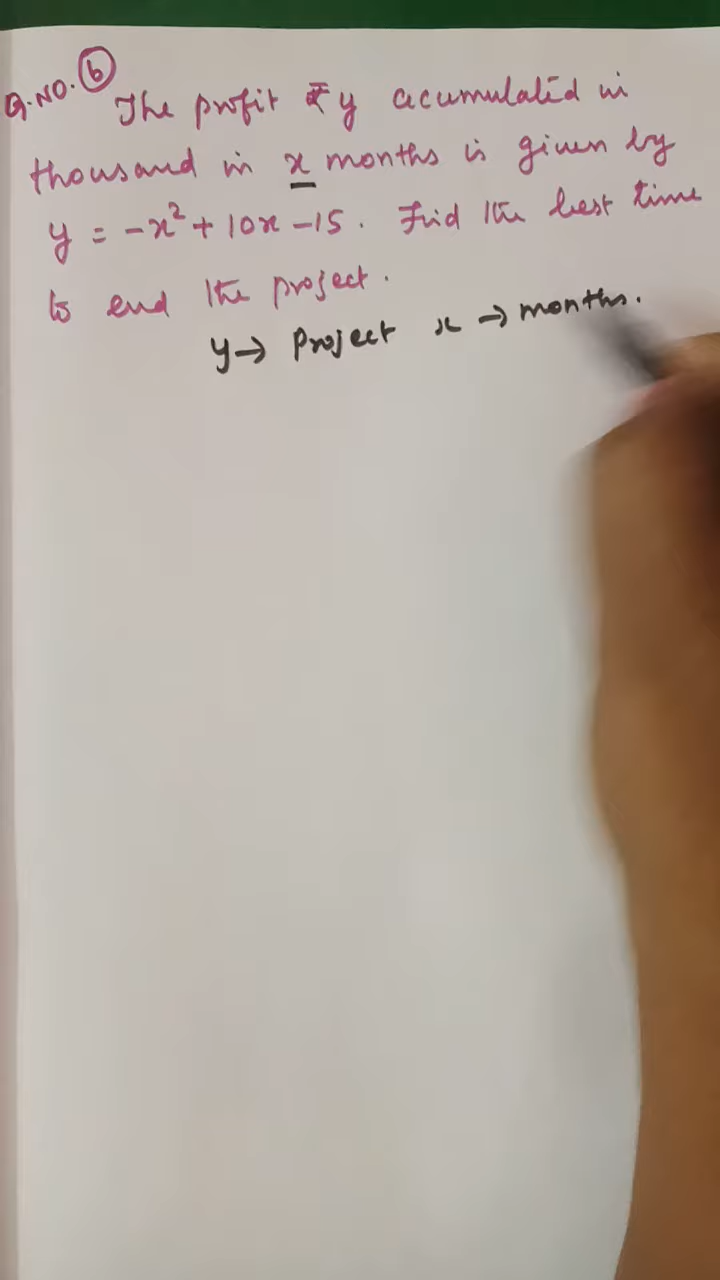 Q.NO. 6 The profit ₹ y acumulated in
thousand in x months is given by
y = -x² + 10x - 15. Find the best time
to end the project.
y → Project x → months.